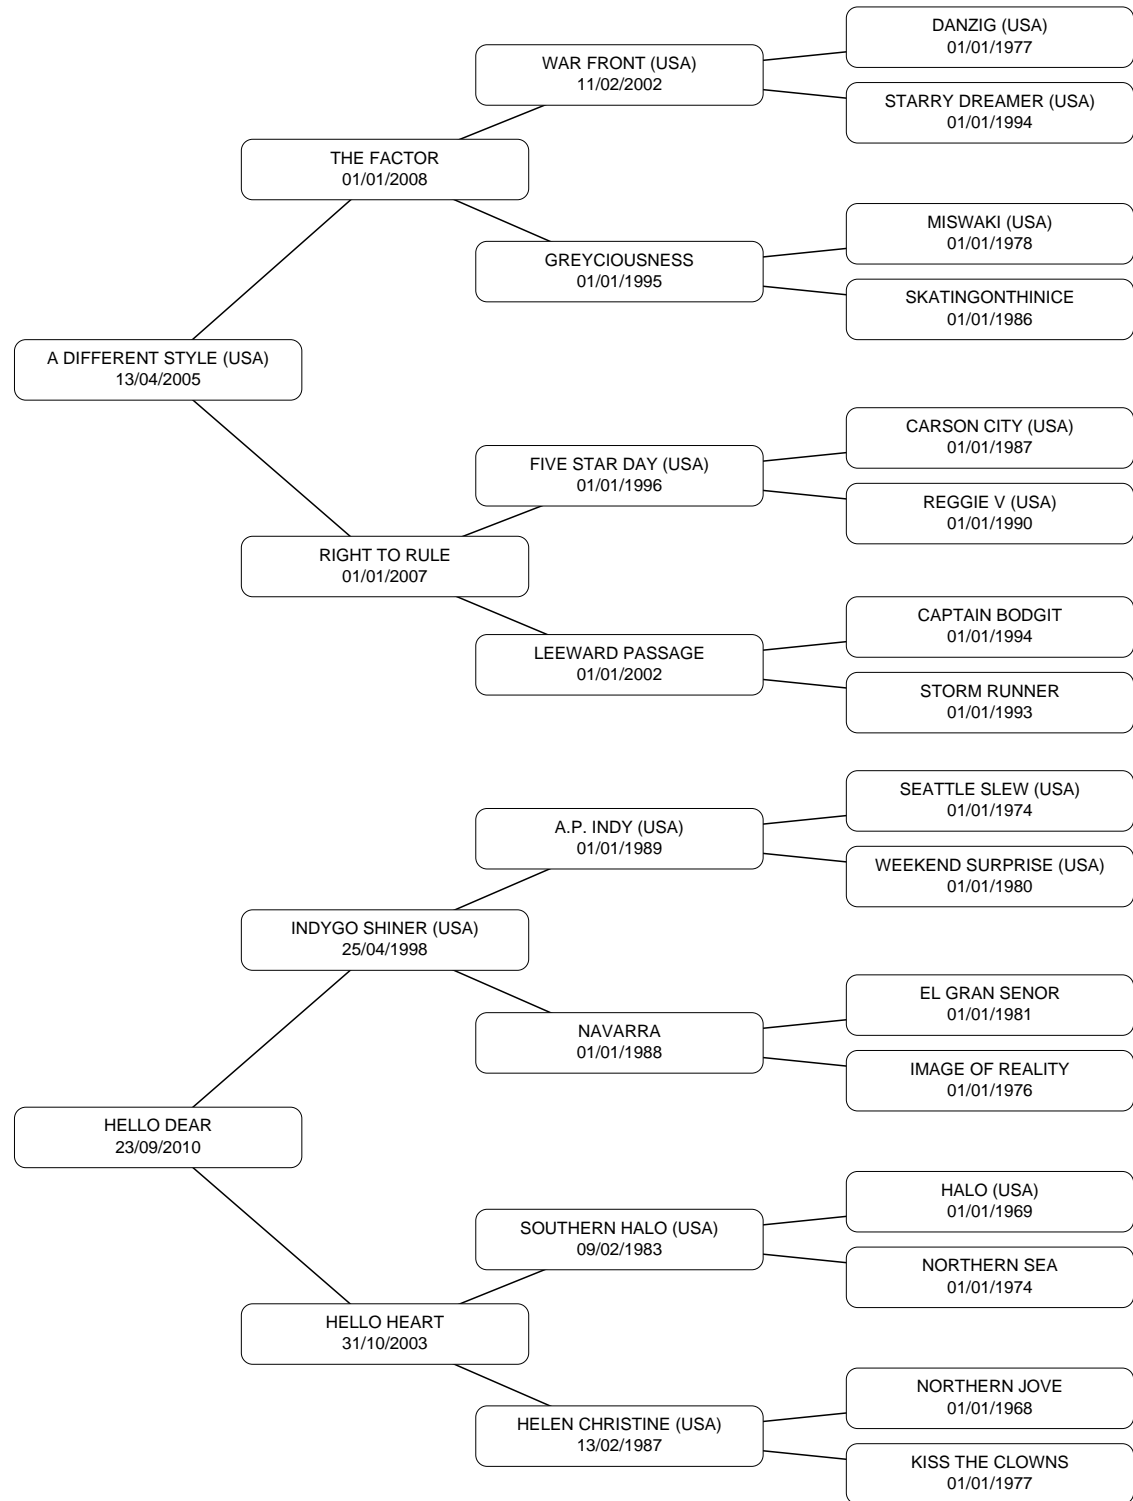 DANZIG (USA)
01/01/1977
WAR FRONT (USA)
11/02/2002
STARRY DREAMER (USA)
01/01/1994
THE FACTOR
01/01/2008
MISWAKI (USA)
01/01/1978
GREYCIOUSNESS
01/01/1995
SKATINGONTHINICE
01/01/1986
A DIFFERENT STYLE (USA)
13/04/2005
CARSON CITY (USA)
01/01/1987
FIVE STAR DAY (USA)
01/01/1996
REGGIE V (USA)
01/01/1990
RIGHT TO RULE
01/01/2007
CAPTAIN BODGIT
01/01/1994
LEEWARD PASSAGE
01/01/2002
STORM RUNNER
01/01/1993
SEATTLE SLEW (USA)
01/01/1974
A.P. INDY (USA)
01/01/1989
WEEKEND SURPRISE (USA)
01/01/1980
INDYGO SHINER (USA)
25/04/1998
EL GRAN SENOR
01/01/1981
NAVARRA
01/01/1988
IMAGE OF REALITY
01/01/1976
HELLO DEAR
23/09/2010
HALO (USA)
01/01/1969
SOUTHERN HALO (USA)
09/02/1983
NORTHERN SEA
01/01/1974
HELLO HEART
31/10/2003
NORTHERN JOVE
01/01/1968
HELEN CHRISTINE (USA)
13/02/1987
KISS THE CLOWNS
01/01/1977